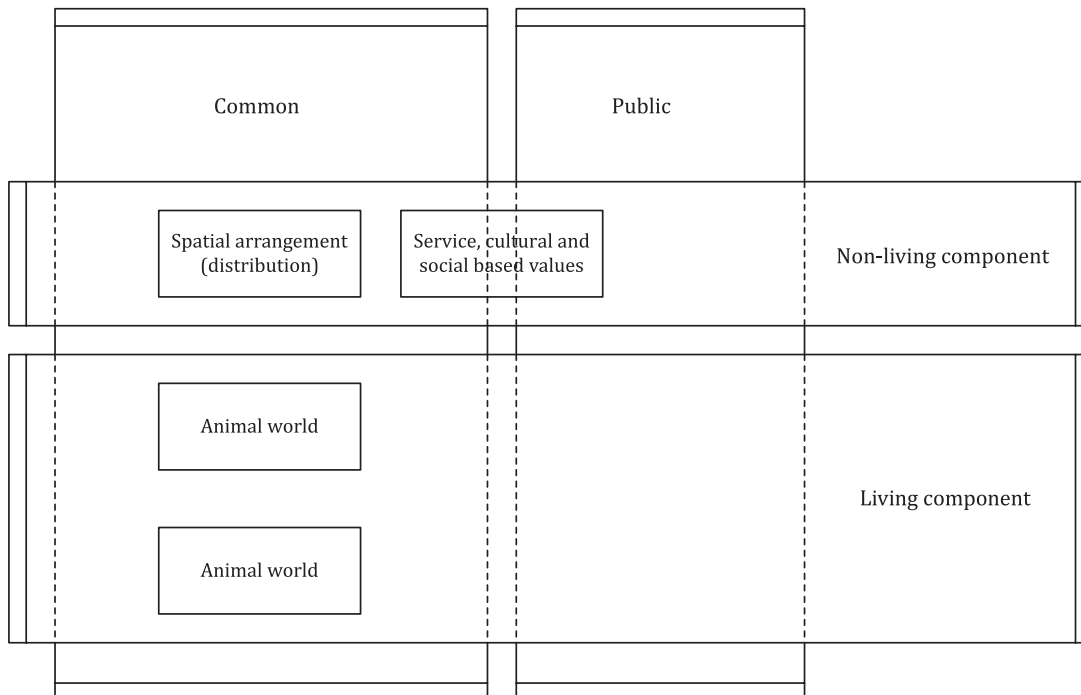 Common
Public
Spatial arrangement
(distribution)
Service, cultural and
social based values
Non-living component
Animal world
Living component
Animal world